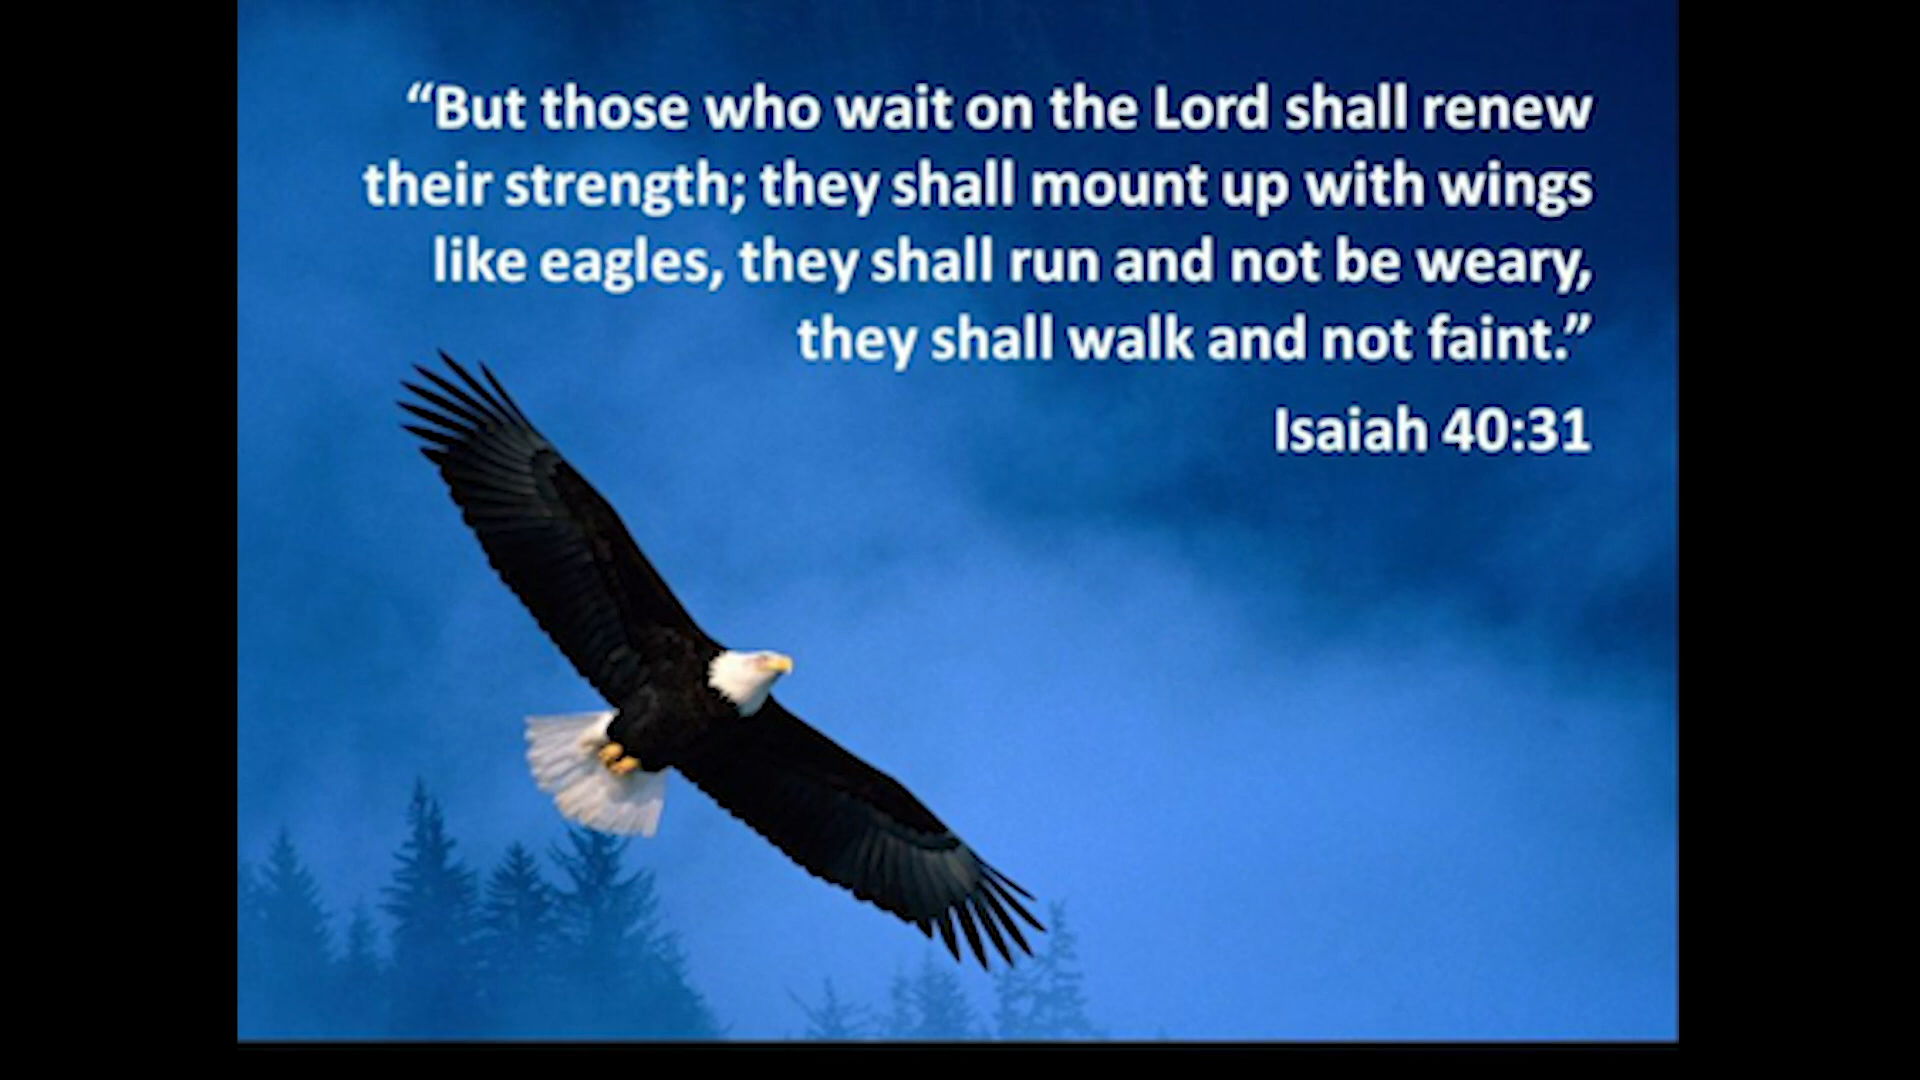 “But those who wait on the Lord shall renew
their strength; they shall mount up with wings
like eagles, they shall run and not be weary,
they shall walk and not faint.”
Isaiah 40:31